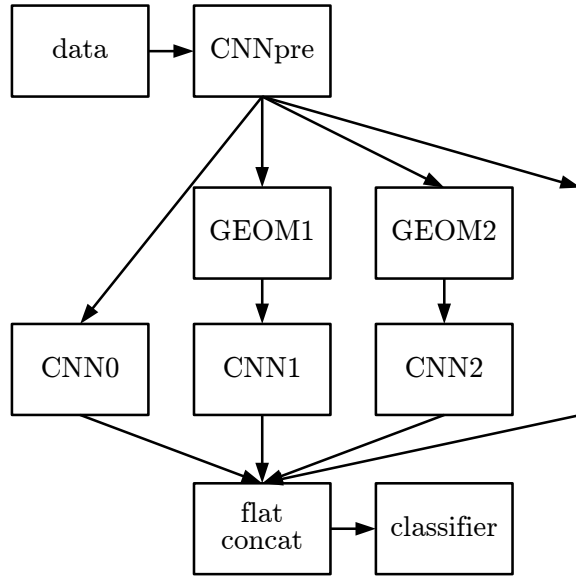 data
CNNpre
GEOM1
GEOM2
CNN0
CNN1
CNN2
flat
concat
classifier